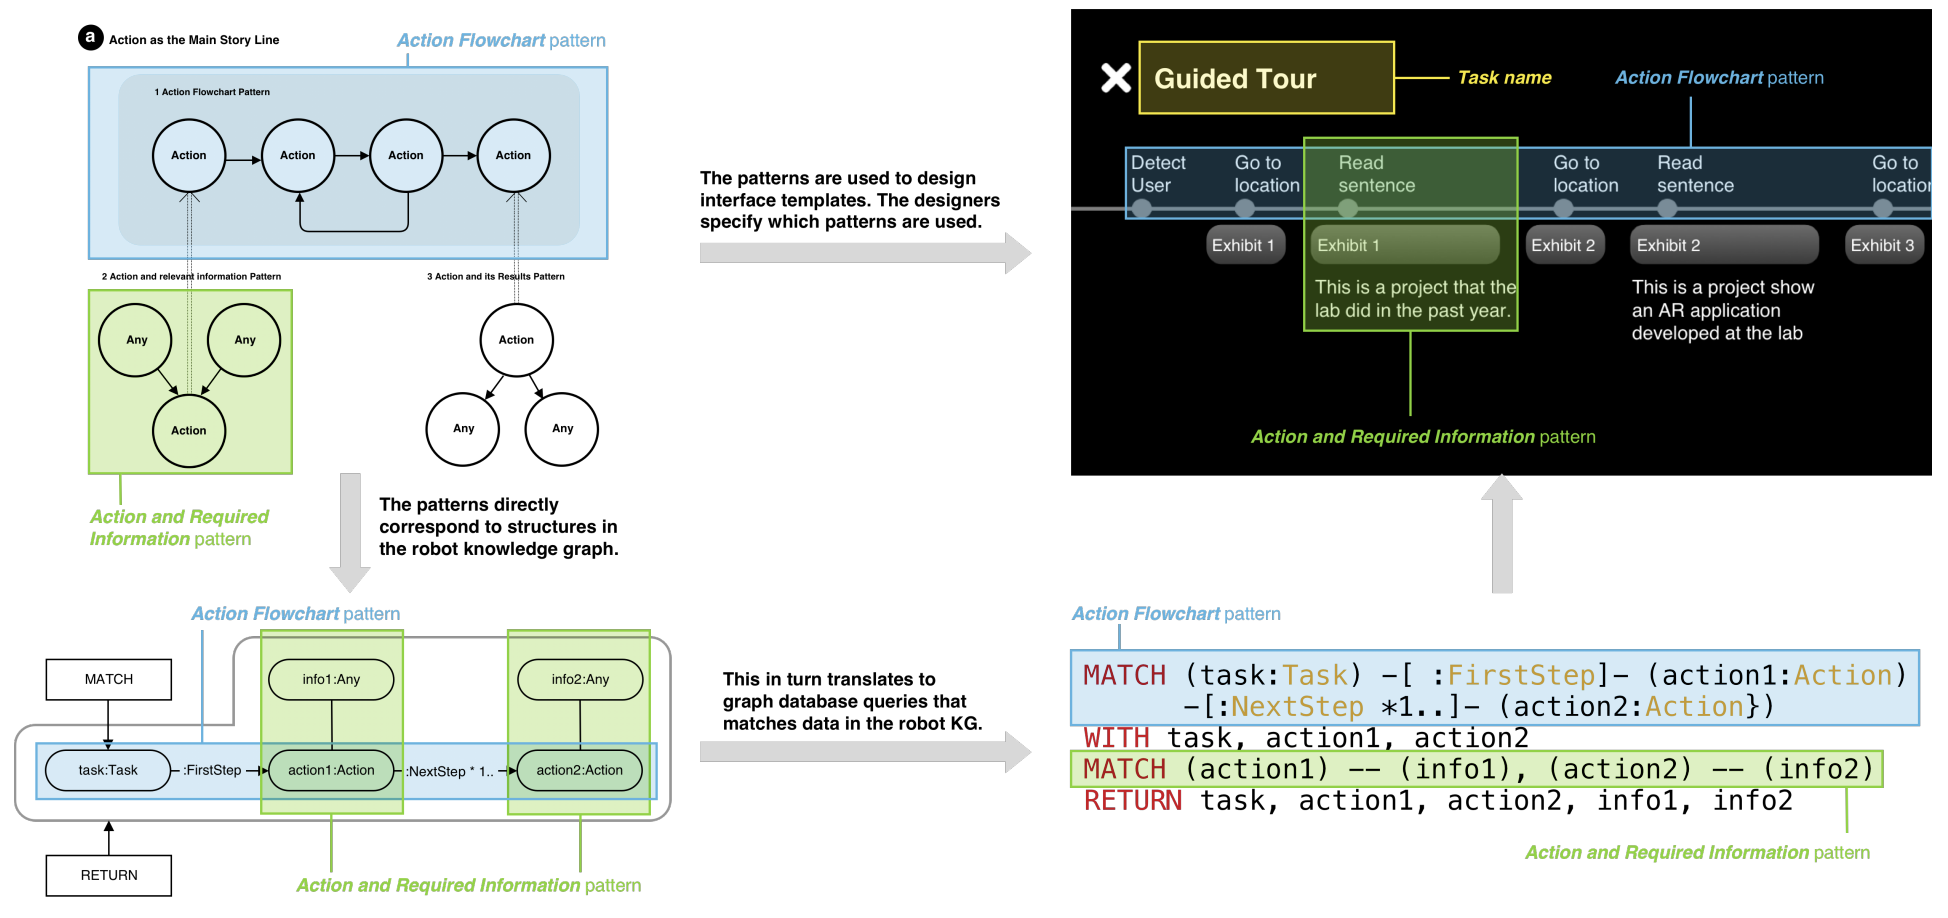 a Action as the Main Story Line
Action Flowchart pattern
1 Action Flowchart Pattern
Action
Action
Action
Action
2 Action and relevant information Pattern
3 Action and its Results Pattern
Any
Any
Action
Action
Any
Any
Action and Required
Information pattern
The patterns directly
correspond to structures in
the robot knowledge graph.
The patterns are used to design
interface templates. The designers
specify which patterns are used.
Guided Tour
Task name
Action Flowchart pattern
Detect
User
Go to
location
Read
sentence
Go to
location
Read
sentence
Go to
location
Exhibit 1
Exhibit 1
Exhibit 2
Exhibit 2
Exhibit 3
This is a project that the
lab did in the past year.
This is a project show
an AR application
developed at the lab
Action and Required Information pattern
Action Flowchart pattern
MATCH
info1:Any
info2:Any
task:Task
:FirstStep
action1:Action
:NextStep * 1..
action2:Action
RETURN
Action and Required Information pattern
This in turn translates to
graph database queries that
matches data in the robot KG.
Action Flowchart pattern
MATCH (task:Task) -[ :FirstStep]- (action1:Action)
-[:NextStep *1..]- (action2:Action})
WITH task, action1, action2
MATCH (action1) -- (info1), (action2) -- (info2)
RETURN task, action1, action2, info1, info2
Action and Required Information pattern